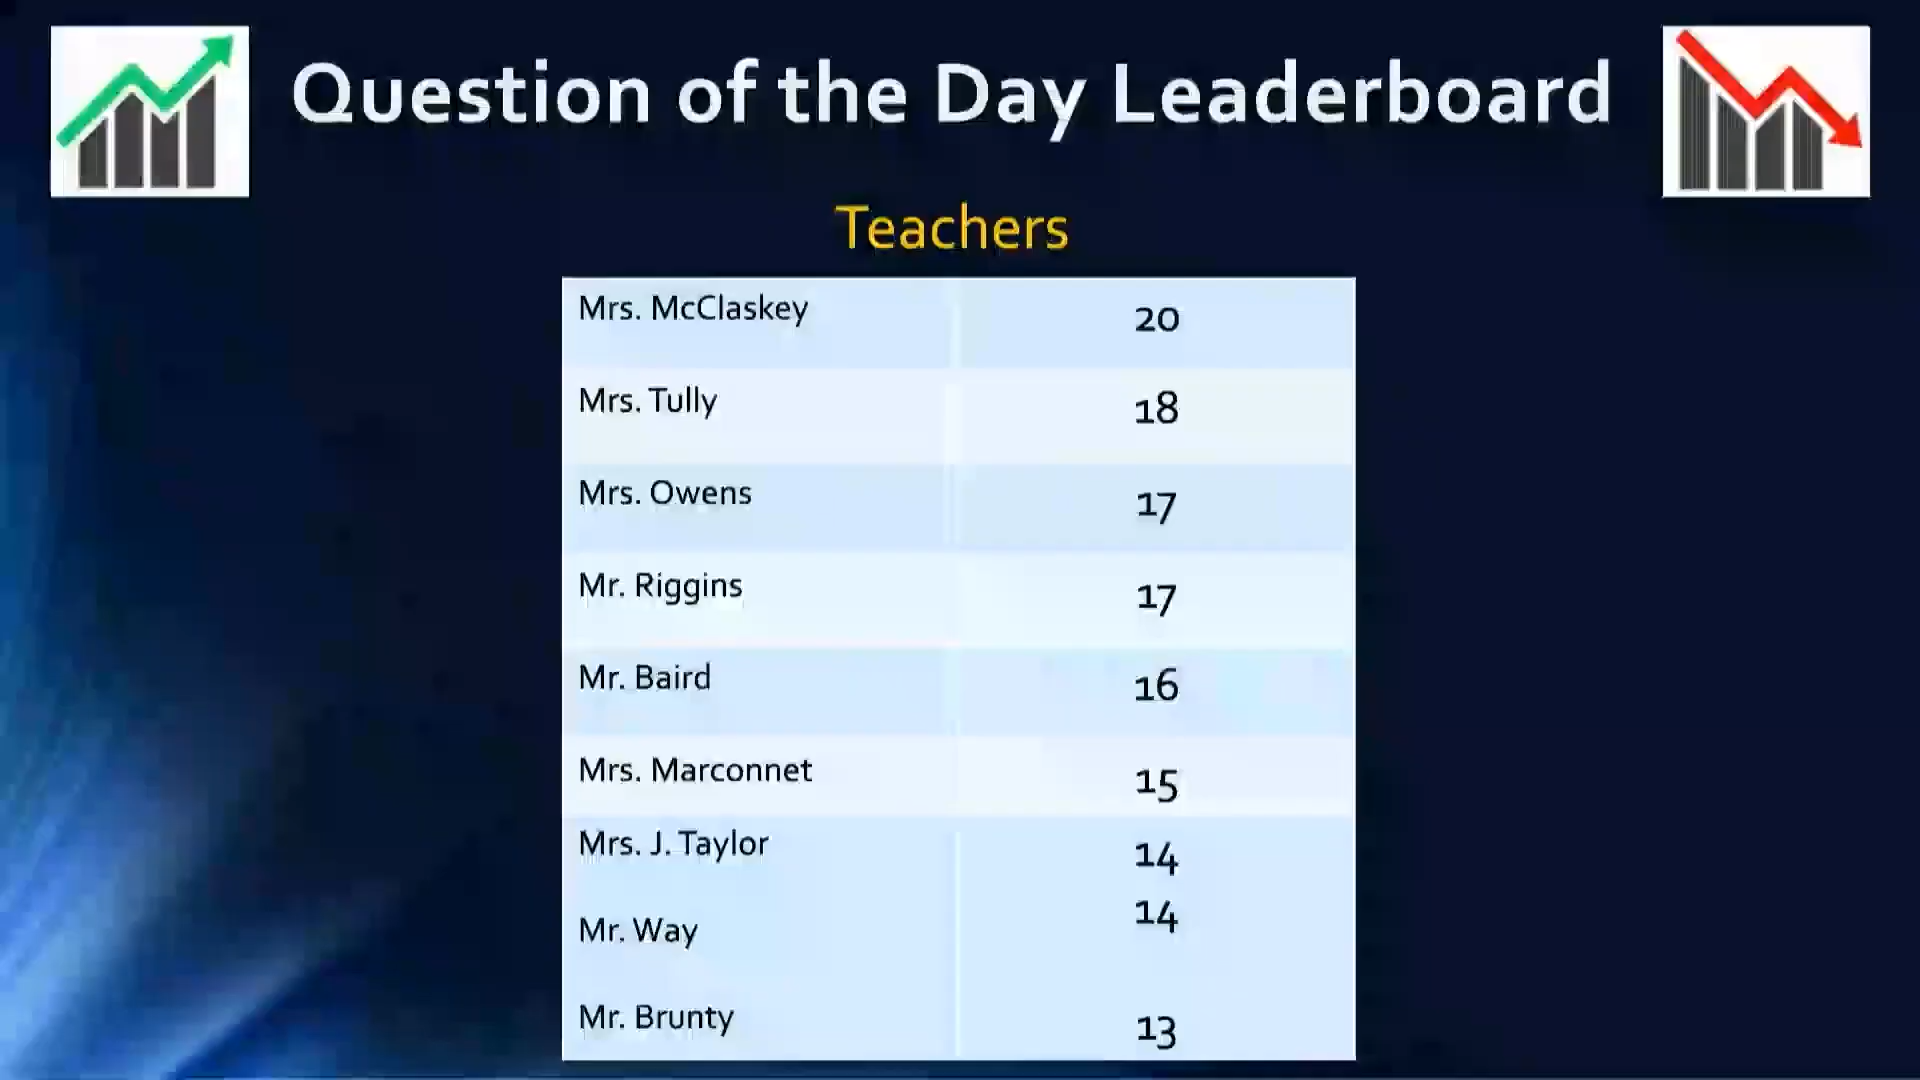 Question of the Day Leaderboard
Teachers
Mrs. McClaskey 20
Mrs. Tully 18
Mrs. Owens 17
Mr. Riggins 17
Mr. Baird 16
Mrs. Marconnet 15
Mrs. J. Taylor 14
Mr. Way 14
Mr. Brunty 13